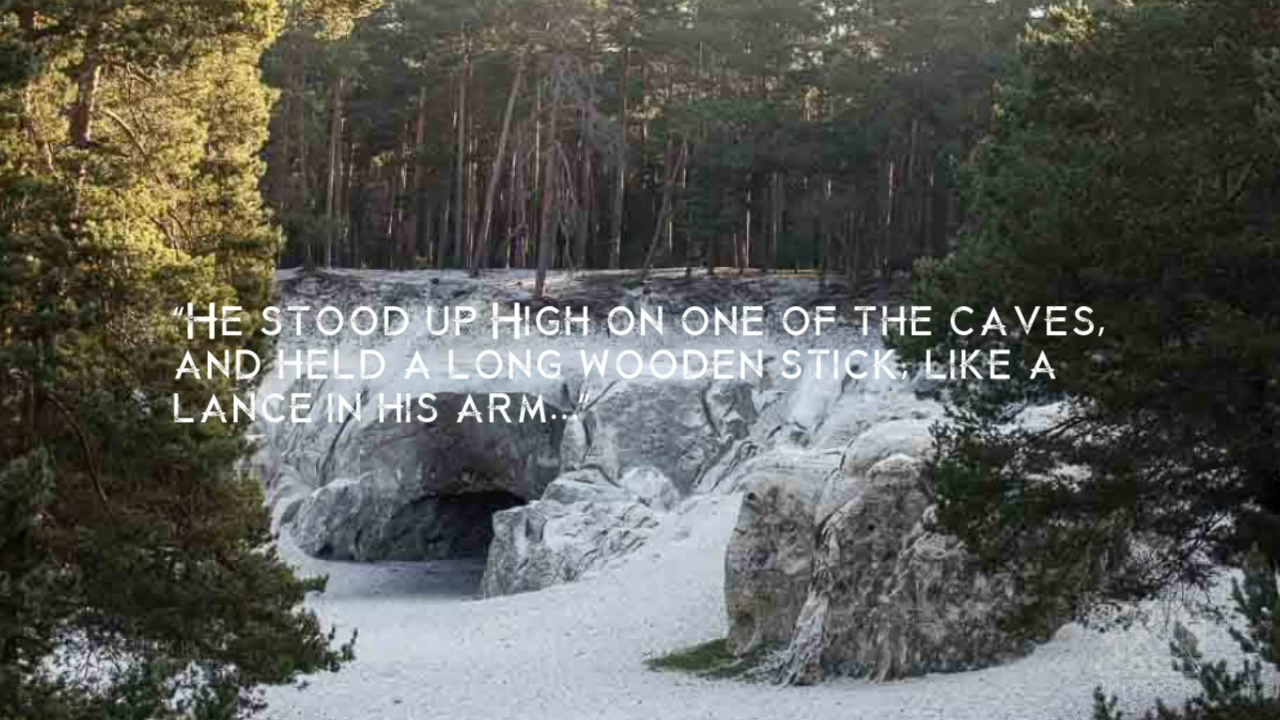 “He stood up High on one of the caves,
and held a long wooden stick, like a
lance in his arm...”